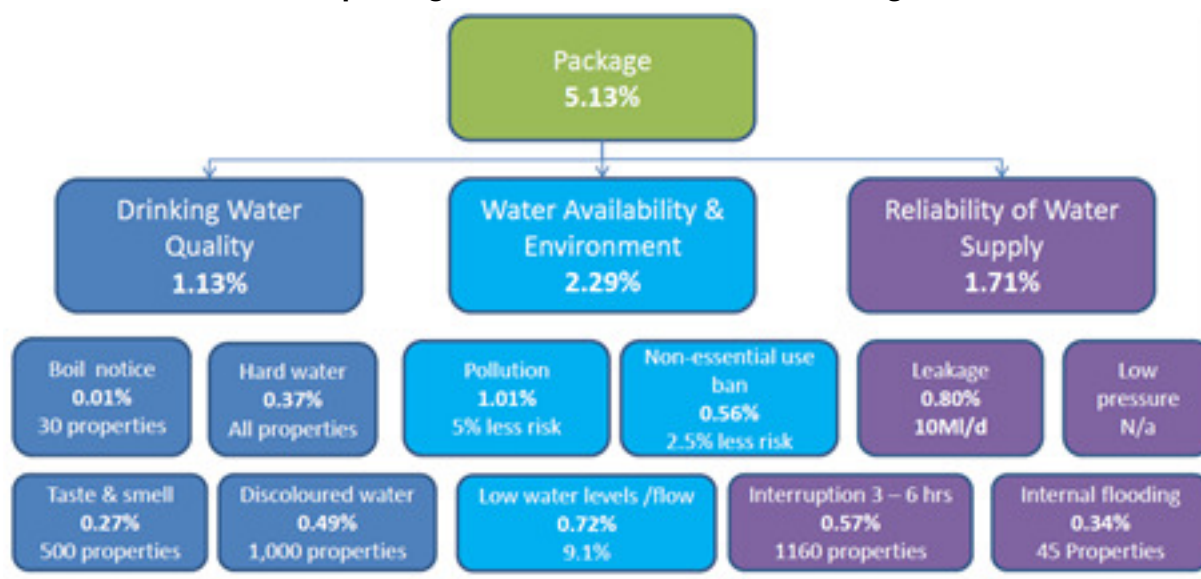 Package
5.13%
Drinking Water
Quality
1.13%
Water Availability &
Environment
2.29%
Reliability of Water
Supply
1.71%
Boil notice
0.01%
30 properties
Hard water
0.37%
All properties
Pollution
1.01%
5% less risk
Non-essential use
ban
0.56%
2.5% less risk
Leakage
0.80%
10Ml/d
Low
pressure
N/a
Taste & smell
0.27%
500 properties
Discoloured water
0.49%
1,000 properties
Low water levels /flow
0.72%
9.1%
Interruption 3 – 6 hrs
0.57%
1160 properties
Internal flooding
0.34%
45 Properties